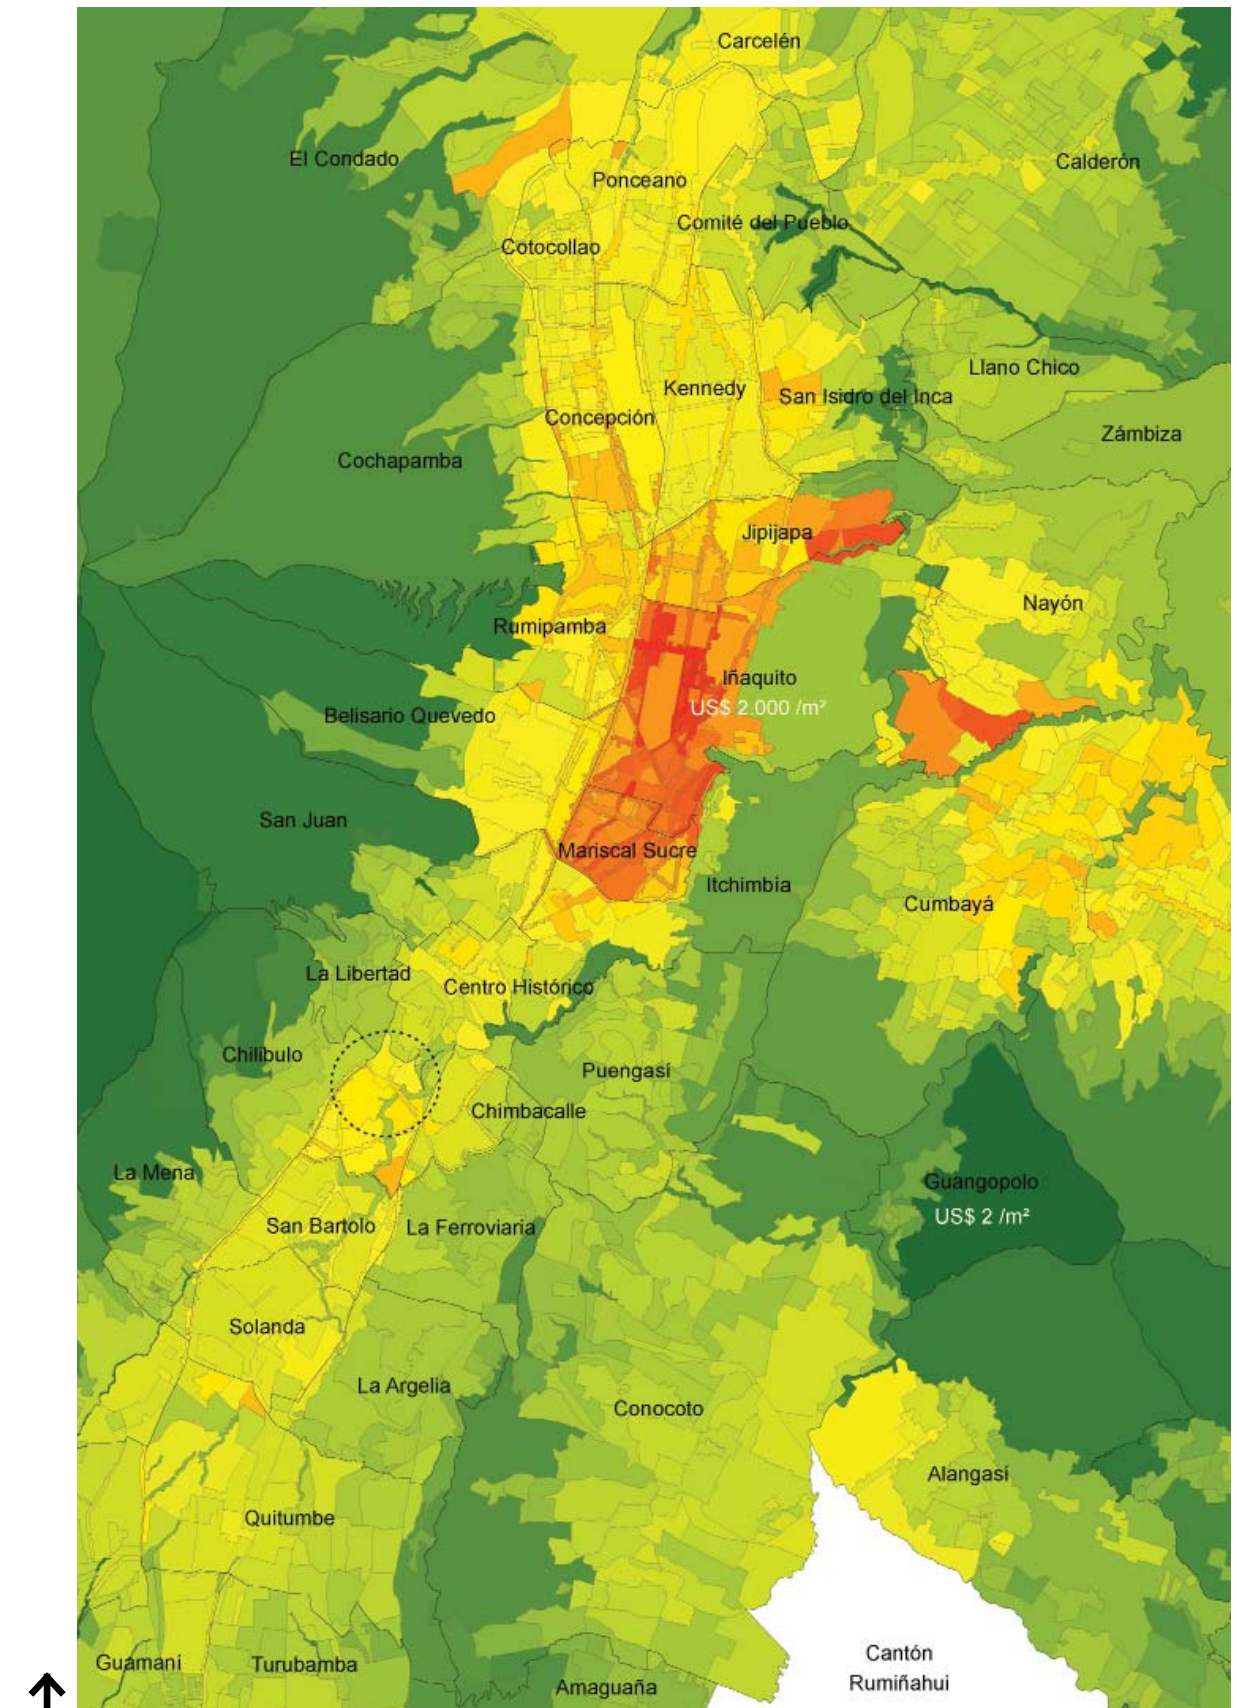 Carcelén
El Condado
Calderón
Ponceano
Comité del Pueblo
Cotocollao
Llano Chico
Kennedy
San Isidro del Inca
Concepción
Zámbiza
Cochapamba
Jipijapa
Nayón
Rumipamba
Iñaquito
US$ 2.000 /m²
Belisario Quevedo
San Juan
Mariscal Sucre
Itchimbia
Cumbayá
La Libertad
Centro Histórico
Chilibulo
Puengasí
Chimbacalle
La Mena
Guangopolo
US$ 2 /m²
San Bartolo
La Ferroviaria
Solanda
La Argelia
Conocoto
Alangasí
Quitumbe
Cantón
Rumiñahui
Guamaní
Turubamba
Amaguaña